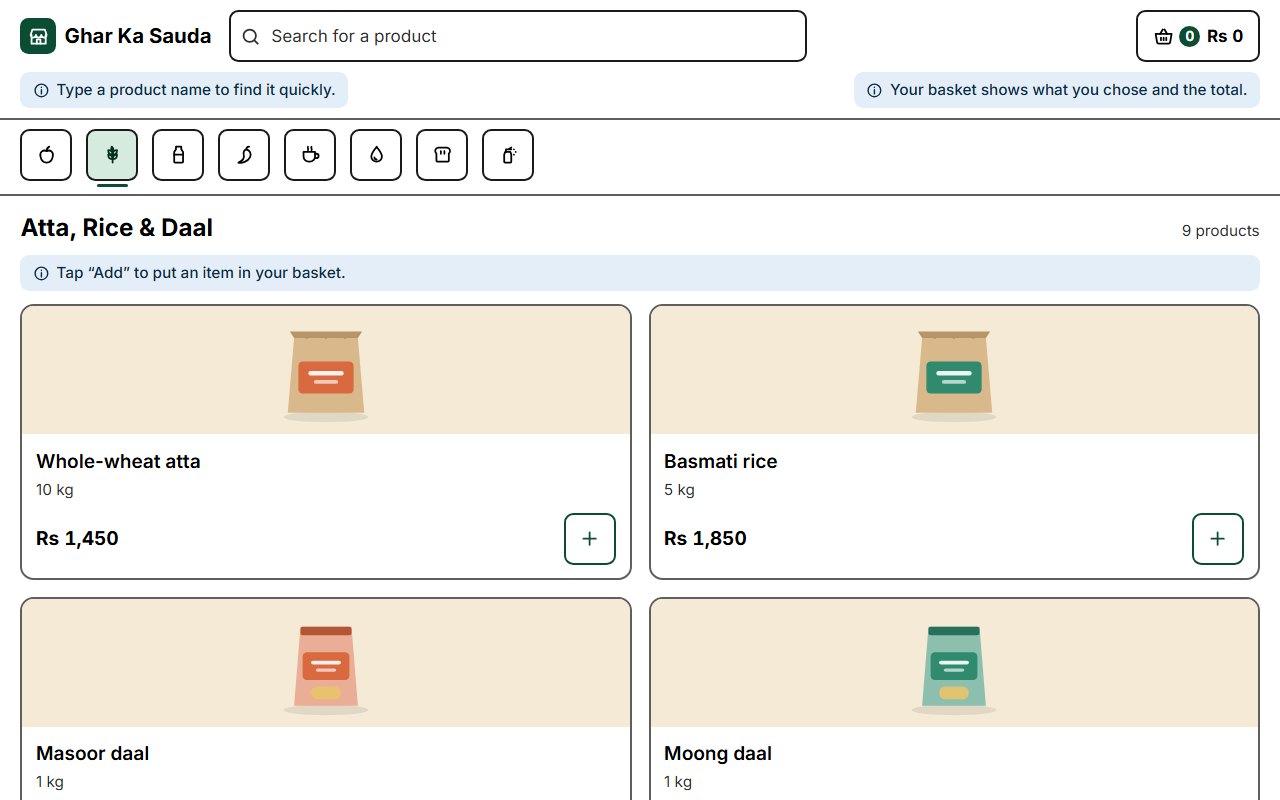 Ghar Ka Sauda
Search for a product
0 Rs 0
Type a product name to find it quickly.
Your basket shows what you chose and the total.
Atta, Rice & Daal
9 products
Tap “Add” to put an item in your basket.
Whole-wheat atta
10 kg
Rs 1,450
Basmati rice
5 kg
Rs 1,850
Masoor daal
1 kg
Moong daal
1 kg